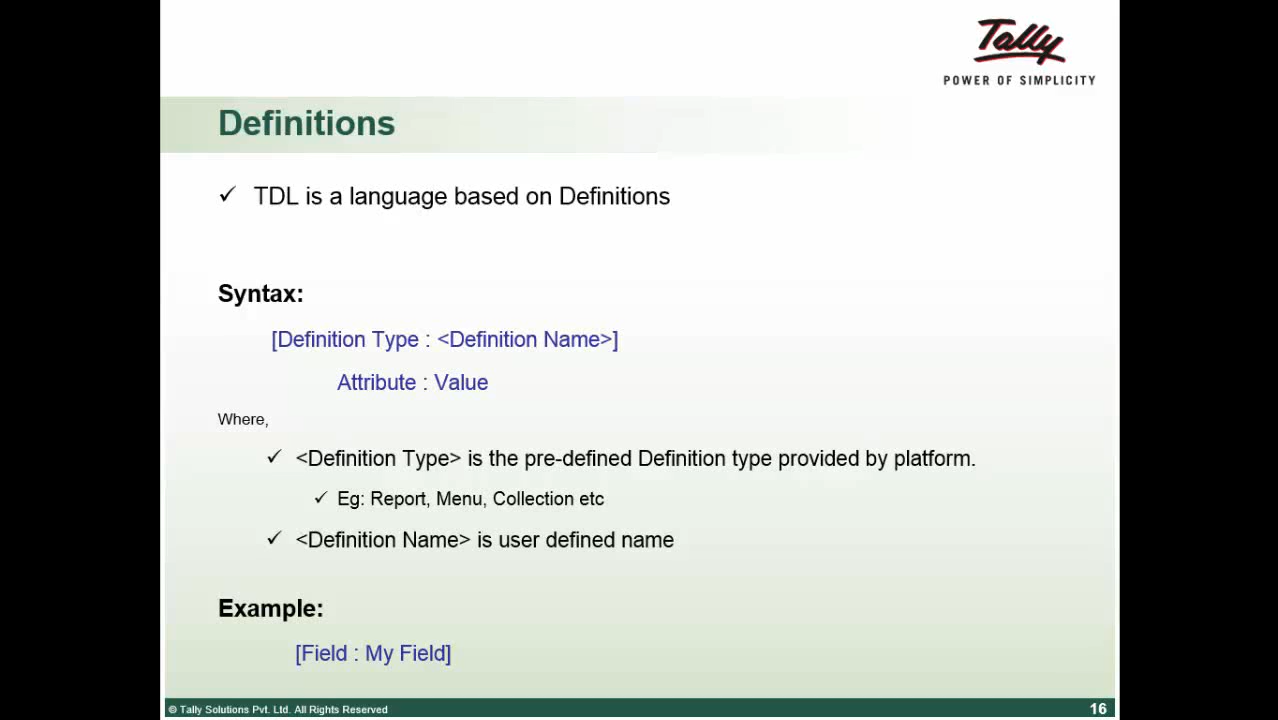 Tally
POWER OF SIMPLICITY
Definitions
✓ TDL is a language based on Definitions
Syntax:
[Definition Type : <Definition Name>]
Attribute : Value
Where,
✓ <Definition Type> is the pre-defined Definition type provided by platform.
✓ Eg: Report, Menu, Collection etc
✓ <Definition Name> is user defined name
Example:
[Field : My Field]
© Tally Solutions Pvt. Ltd. All Rights Reserved
16